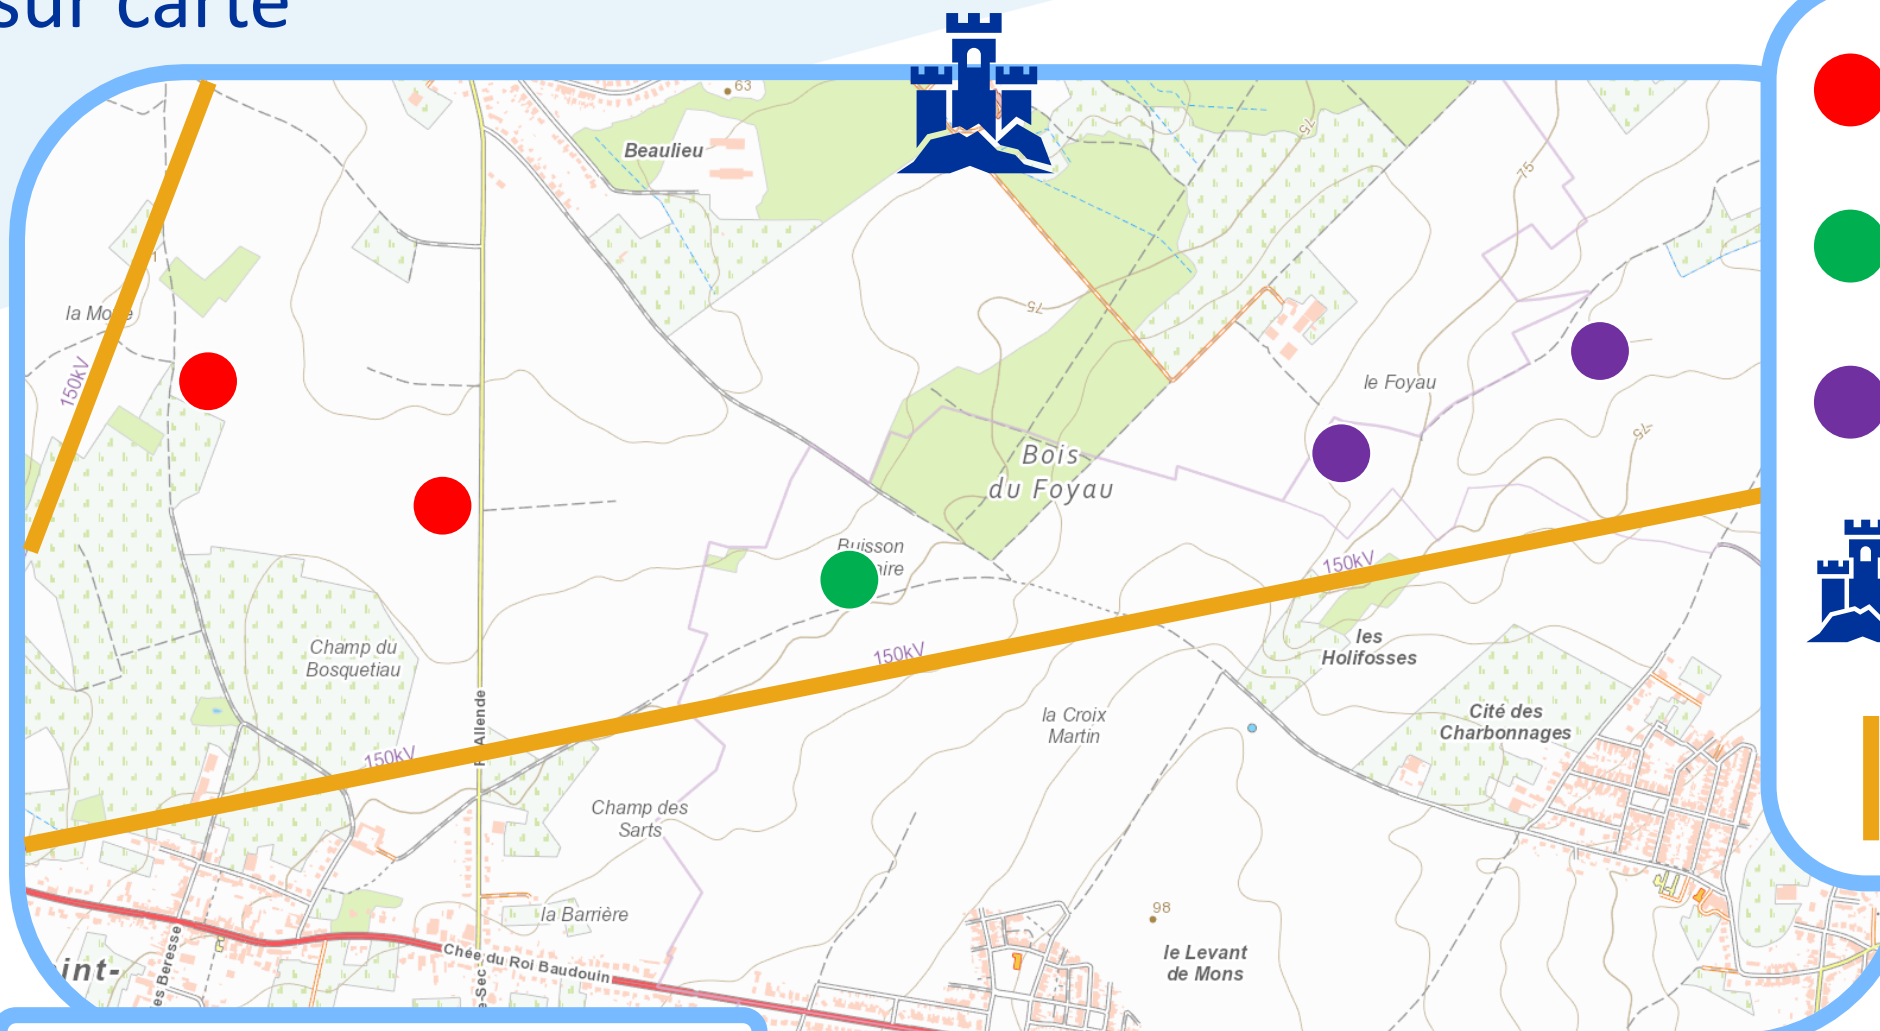 sur carte
63
Beaulieu
75
75
la Mo
75
150kV
le Foyau
75
Bois
du Foyau
Buisson
aire
150kV
150kV
Champ du
Bosquetiau
les
Holifosses
Allende
la Croix
Martin
Cité des
Charbonnages
150kV
Champ des
Sarts
la Barrière
98
Chée du Roi Baudouin
le Levant
de Mons
int-
es Beresse
e-Sec